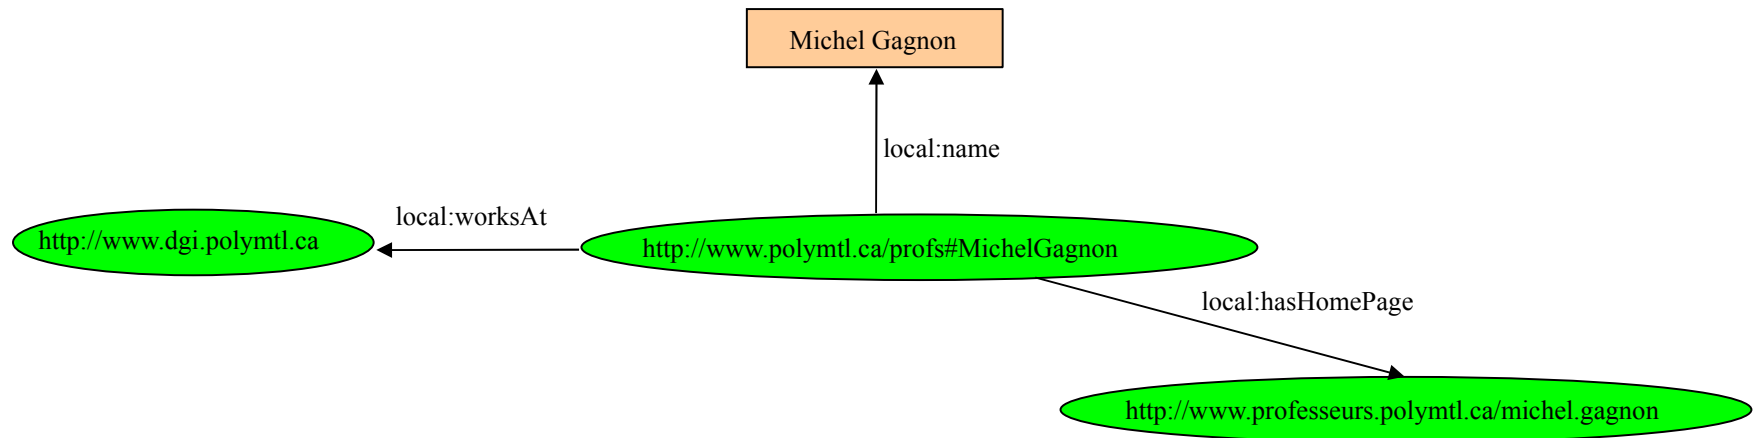 Michel Gagnon
local:name
local:worksAt
http://www.dgi.polymtl.ca
http://www.polymtl.ca/profs#MichelGagnon
local:hasHomePage
http://www.professeurs.polymtl.ca/michel.gagnon